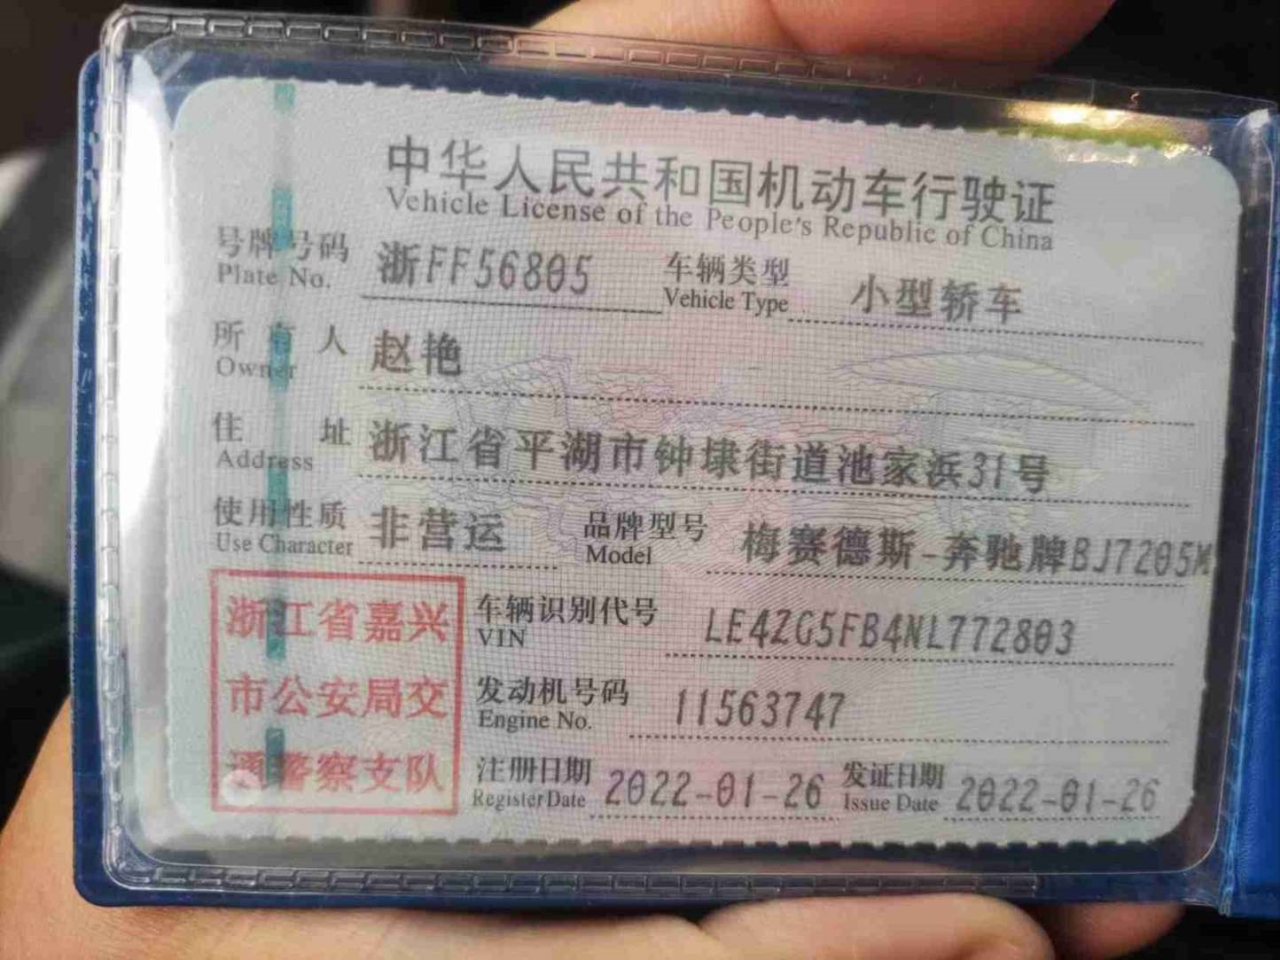 中华人民共和国机动车行驶证
Vehicle License of the People's Republic of China
号牌号码 浙FF56805 车辆类型 小型轿车
Plate No. Vehicle Type
所有人 赵艳
Owner
住址 浙江省平湖市钟埭街道池家浜31号
Address
使用性质 非营运 品牌型号 梅赛德斯-奔驰牌BJ7205M
Use Character Model
浙江省嘉兴
市公安局交
通警察支队
车辆识别代号 LE4ZG5FB4NL772803
VIN
发动机号码 11563747
Engine No.
注册日期 2022-01-26 发证日期 2022-01-26
Register Date Issue Date